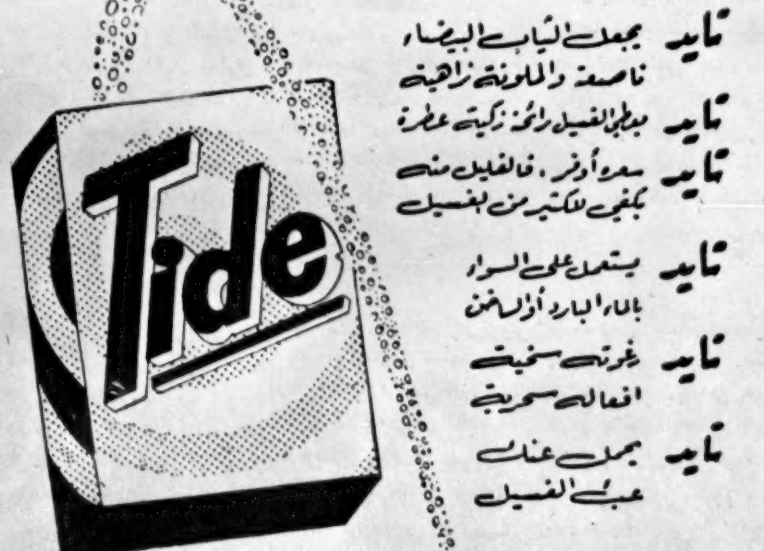 Tide
تايد يجعل الثياب البيضاء
ناصعة والملونة زاهية
تايد يعطي الغسيل رائحة زكية عطرة
تايد سعره أوفر، فالقليل منه
يكفي للكثير من الغسيل
تايد يستعمل على السواء
بالماء البارد أو الساخن
تايد رغوته سخية
افعاله سحرية
تايد يحمل عنك
عبء الغسيل